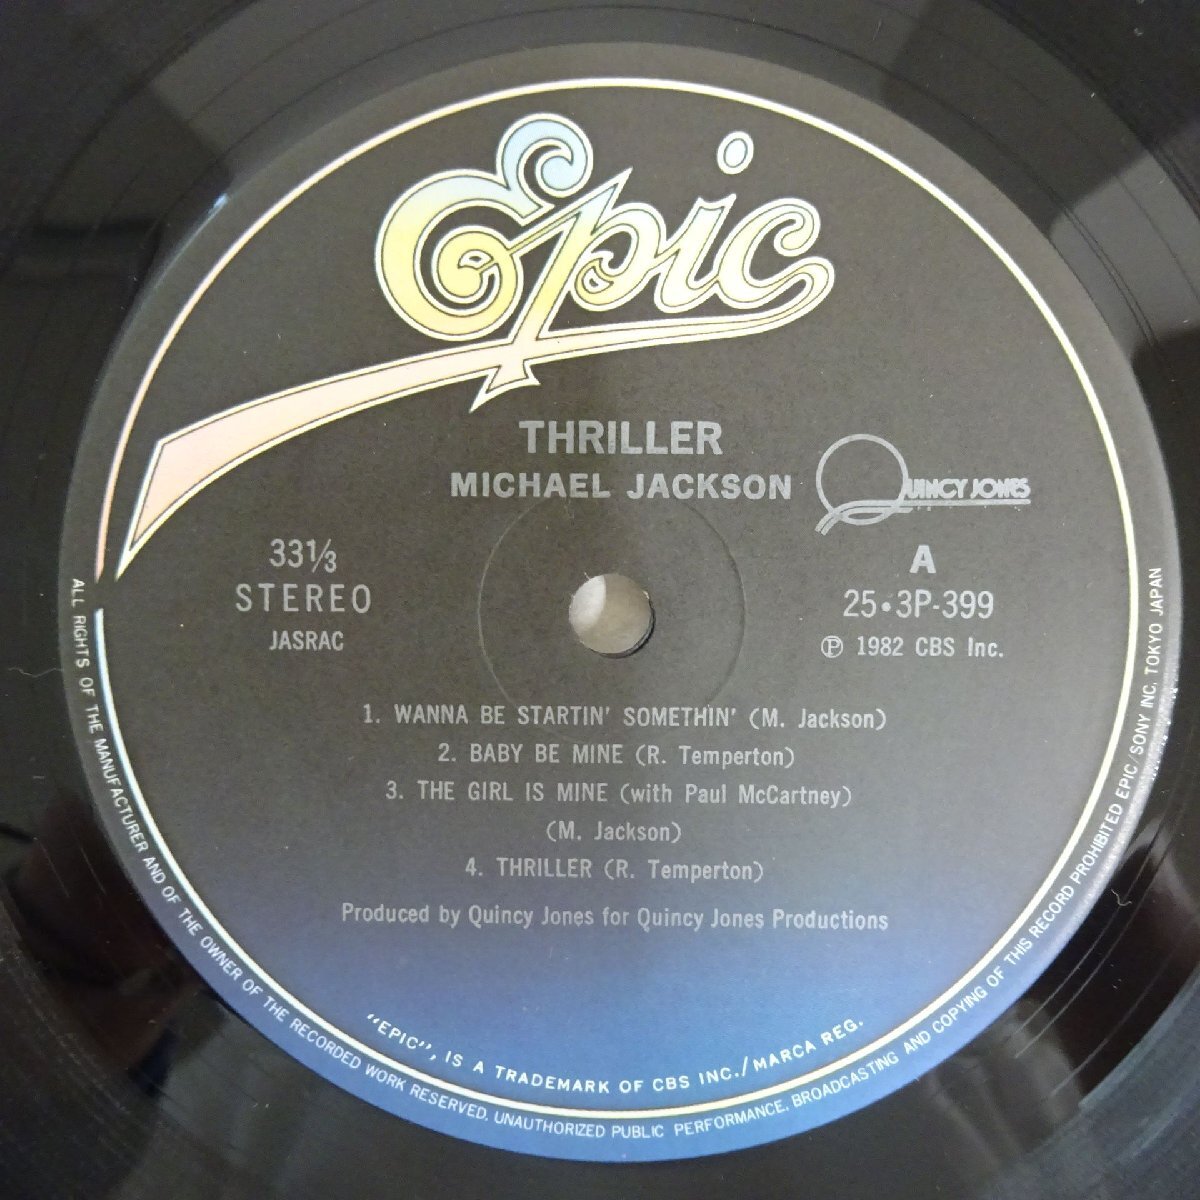 Epic
THRILLER
MICHAEL JACKSON
QUINCY JONES
33⅓
STEREO
JASRAC
A
25•3P-399
Ⓟ 1982 CBS Inc.
1. WANNA BE STARTIN' SOMETHIN' (M. Jackson)
2. BABY BE MINE (R. Temperton)
3. THE GIRL IS MINE (with Paul McCartney)
(M. Jackson)
4. THRILLER (R. Temperton)
Produced by Quincy Jones for Quincy Jones Productions
"EPIC", IS A TRADEMARK OF CBS INC./MARCA REG.
ALL RIGHTS OF THE MANUFACTURER AND OF THE OWNER OF THE RECORDED WORK RESERVED. UNAUTHORIZED PUBLIC PERFORMANCE. BROADCASTING AND COPYING OF THIS RECORD PROHIBITED EPIC/SONY INC. TOKYO JAPAN